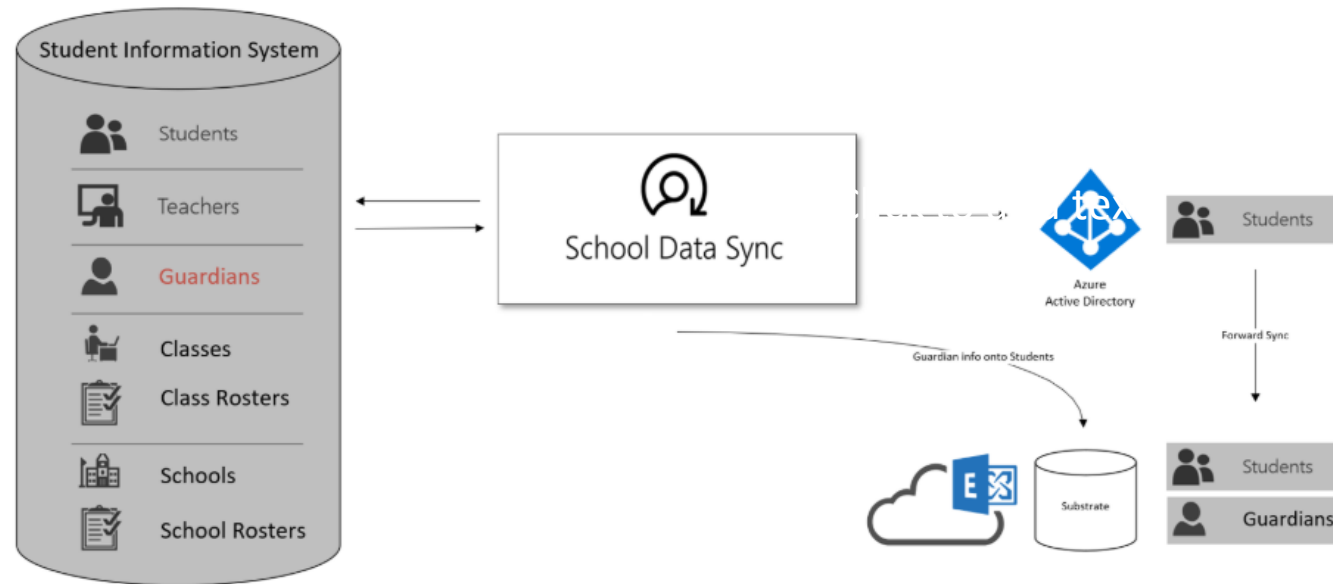 Student Information System
Students
Teachers
Guardians
Classes
Class Rosters
Schools
School Rosters
School Data Sync
Azure
Active Directory
Students
Forward Sync
Guardian info onto Students
E
Substrate
Students
Guardians